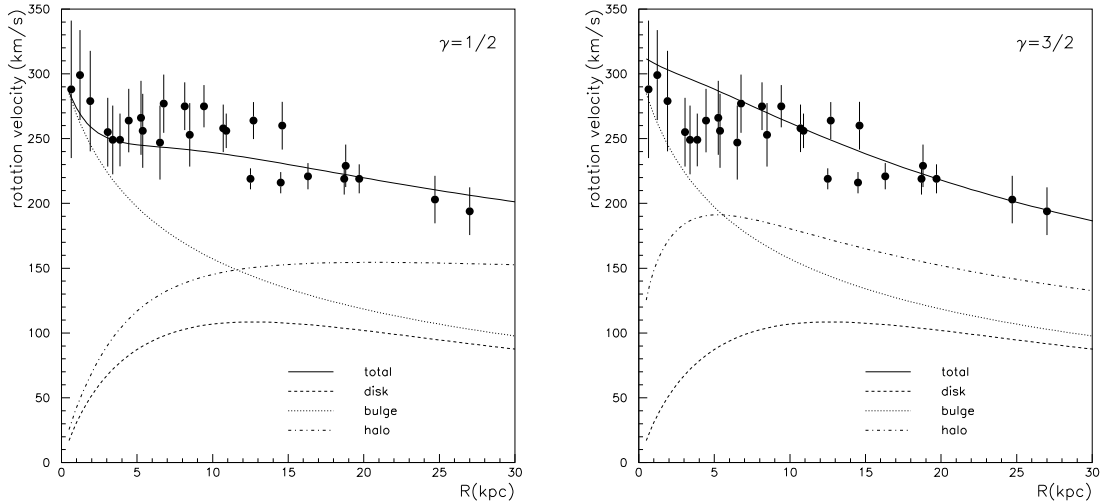 rotation velocity (km/s)
350
300
250
200
150
100
50
0
γ=1/2
total
disk
bulge
halo
0 5 10 15 20 25 30
R(kpc)
rotation velocity (km/s)
350
300
250
200
150
100
50
0
γ=3/2
total
disk
bulge
halo
0 5 10 15 20 25 30
R(kpc)